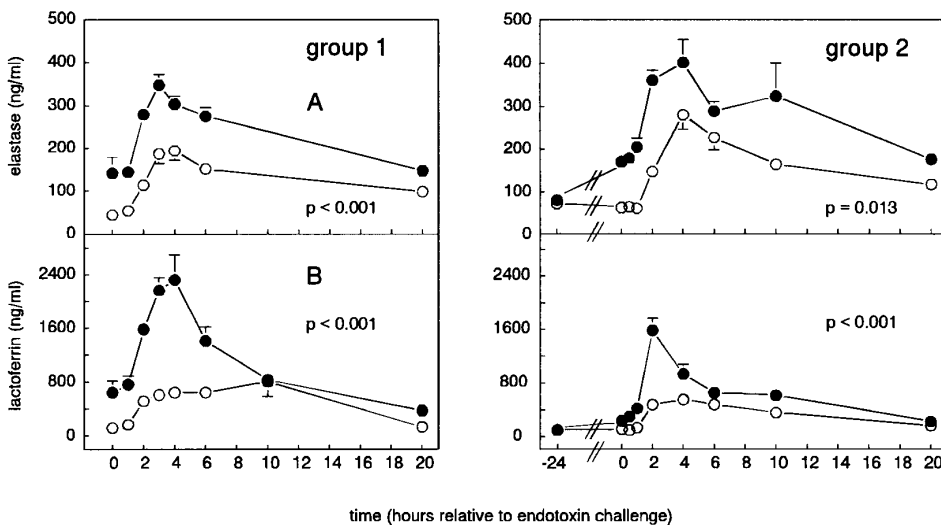 group 1
A
500
400
300
200
100
0
elastase (ng/ml)
p < 0.001
group 2
500
400
300
200
100
0
p = 0.013
B
2400
1600
800
0
lactoferrin (ng/ml)
p < 0.001
0 2 4 6 8 10 12 14 16 18 20
2400
1600
800
0
p < 0.001
-24 0 2 4 6 8 10 12 14 16 18 20
time (hours relative to endotoxin challenge)